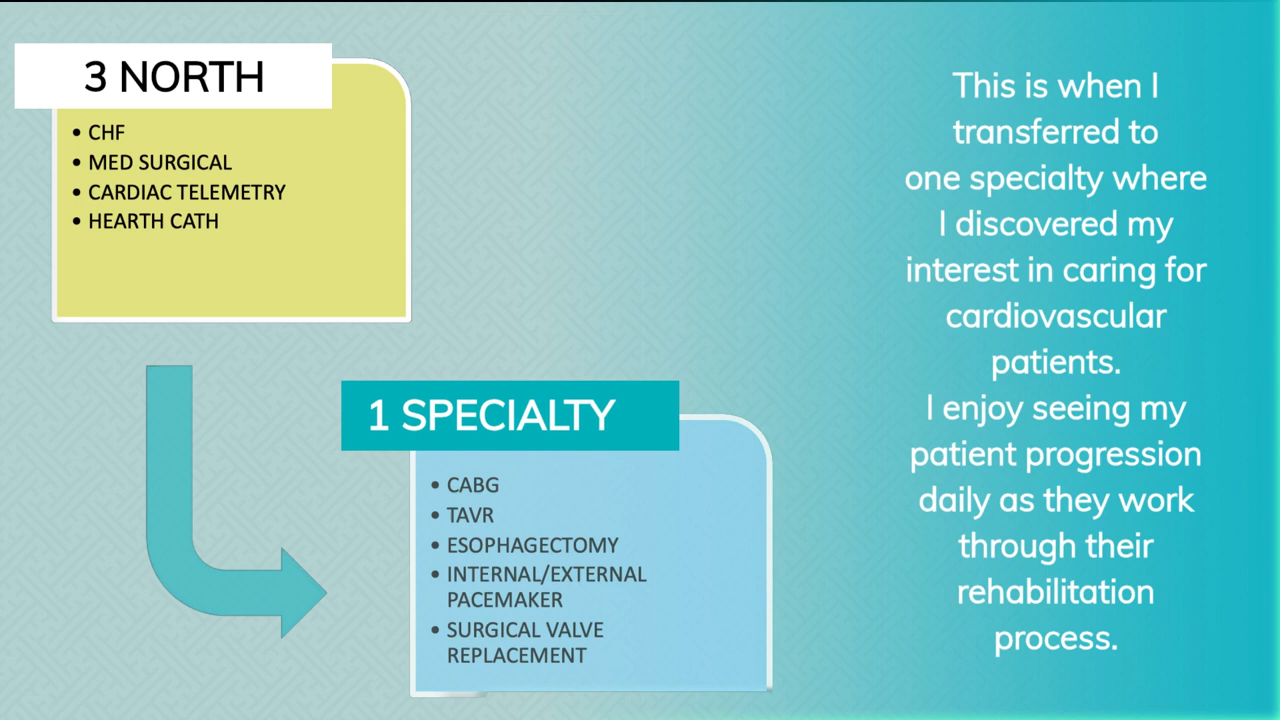 3 NORTH
• CHF
• MED SURGICAL
• CARDIAC TELEMETRY
• HEARTH CATH
1 SPECIALTY
• CABG
• TAVR
• ESOPHAGECTOMY
• INTERNAL/EXTERNAL
PACEMAKER
• SURGICAL VALVE
REPLACEMENT
This is when I
transferred to
one specialty where
I discovered my
interest in caring for
cardiovascular
patients.
I enjoy seeing my
patient progression
daily as they work
through their
rehabilitation
process.